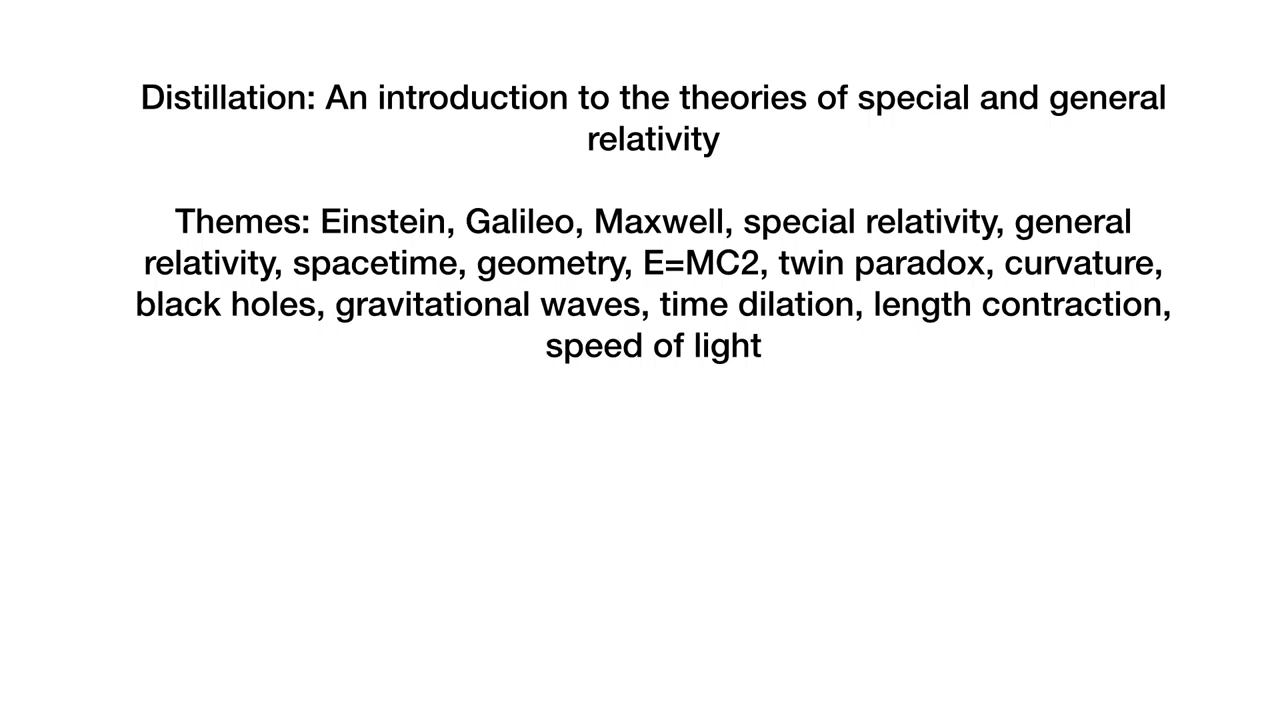 Distillation: An introduction to the theories of special and general
relativity
Themes: Einstein, Galileo, Maxwell, special relativity, general
relativity, spacetime, geometry, E=MC2, twin paradox, curvature,
black holes, gravitational waves, time dilation, length contraction,
speed of light